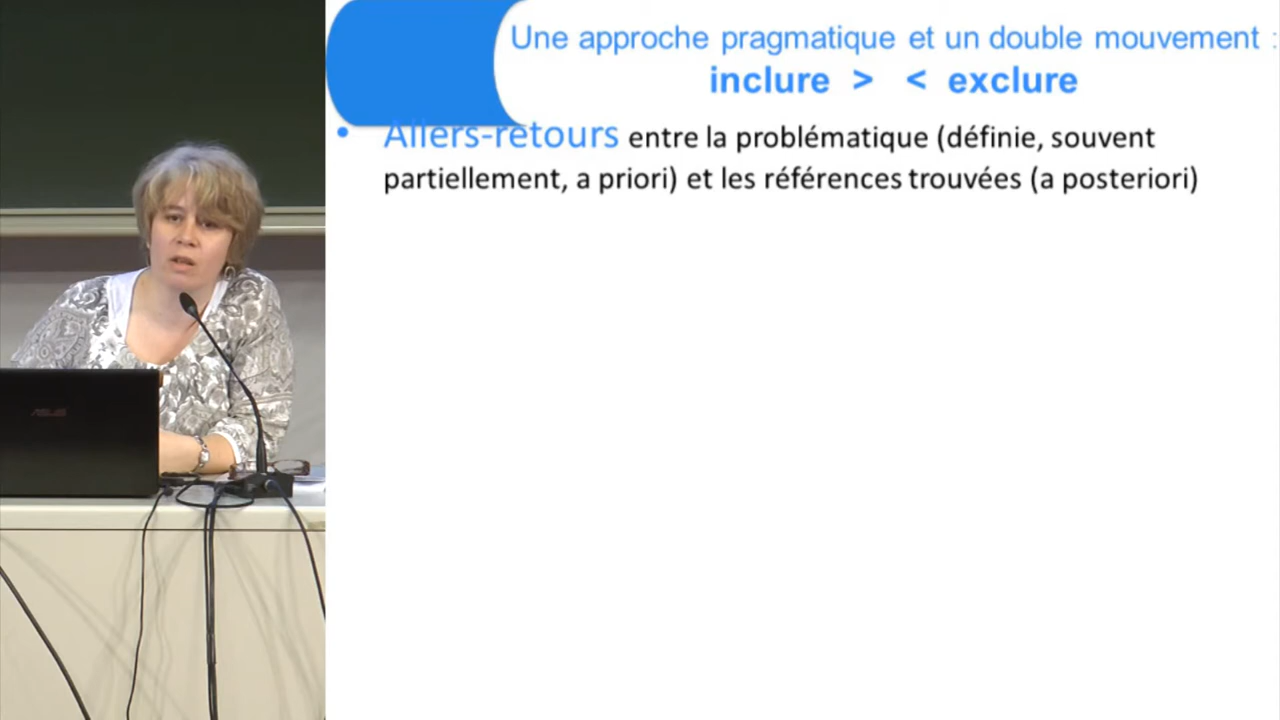 Une approche pragmatique et un double mouvement :
inclure > < exclure
• Allers-retours entre la problématique (définie, souvent
partiellement, a priori) et les références trouvées (a posteriori)
ASUS